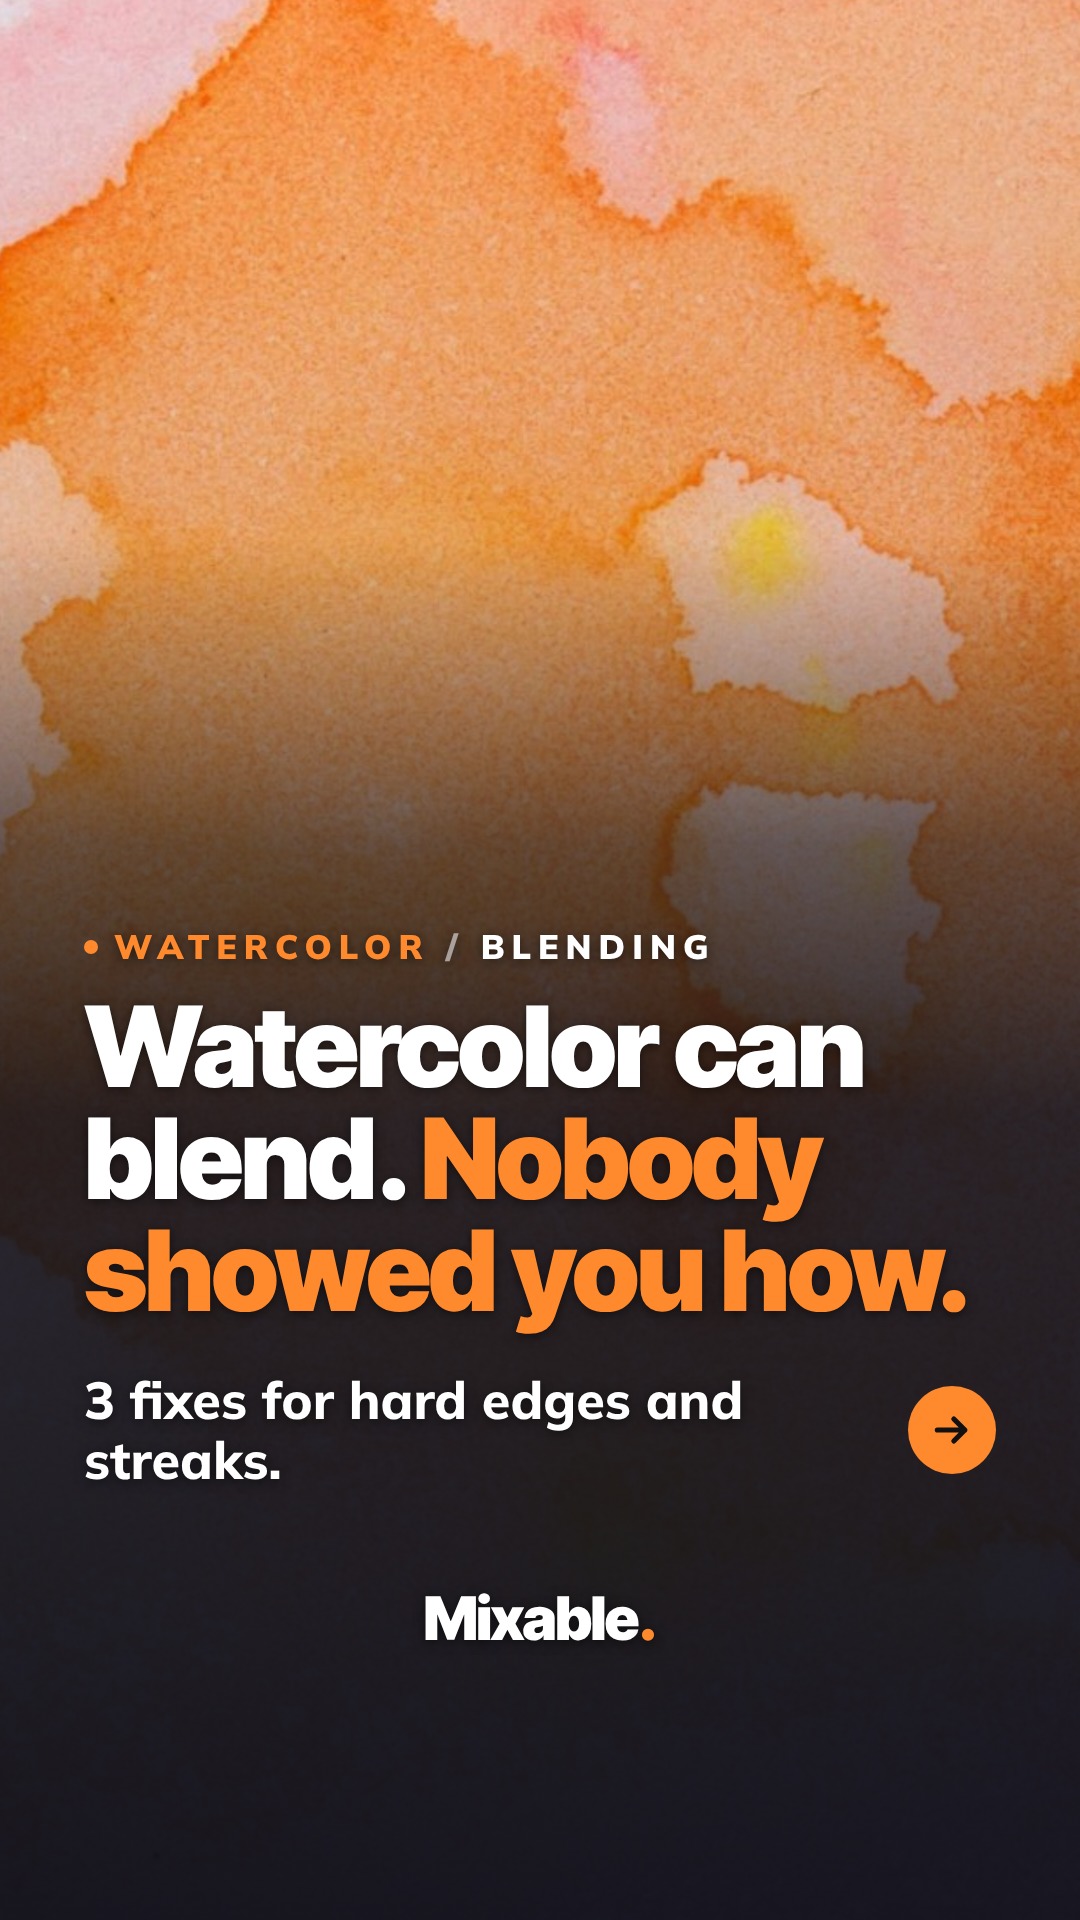 • WATERCOLOR / BLENDING
Watercolor can
blend. Nobody
showed you how.
3 fixes for hard edges and
streaks.
Mixable.